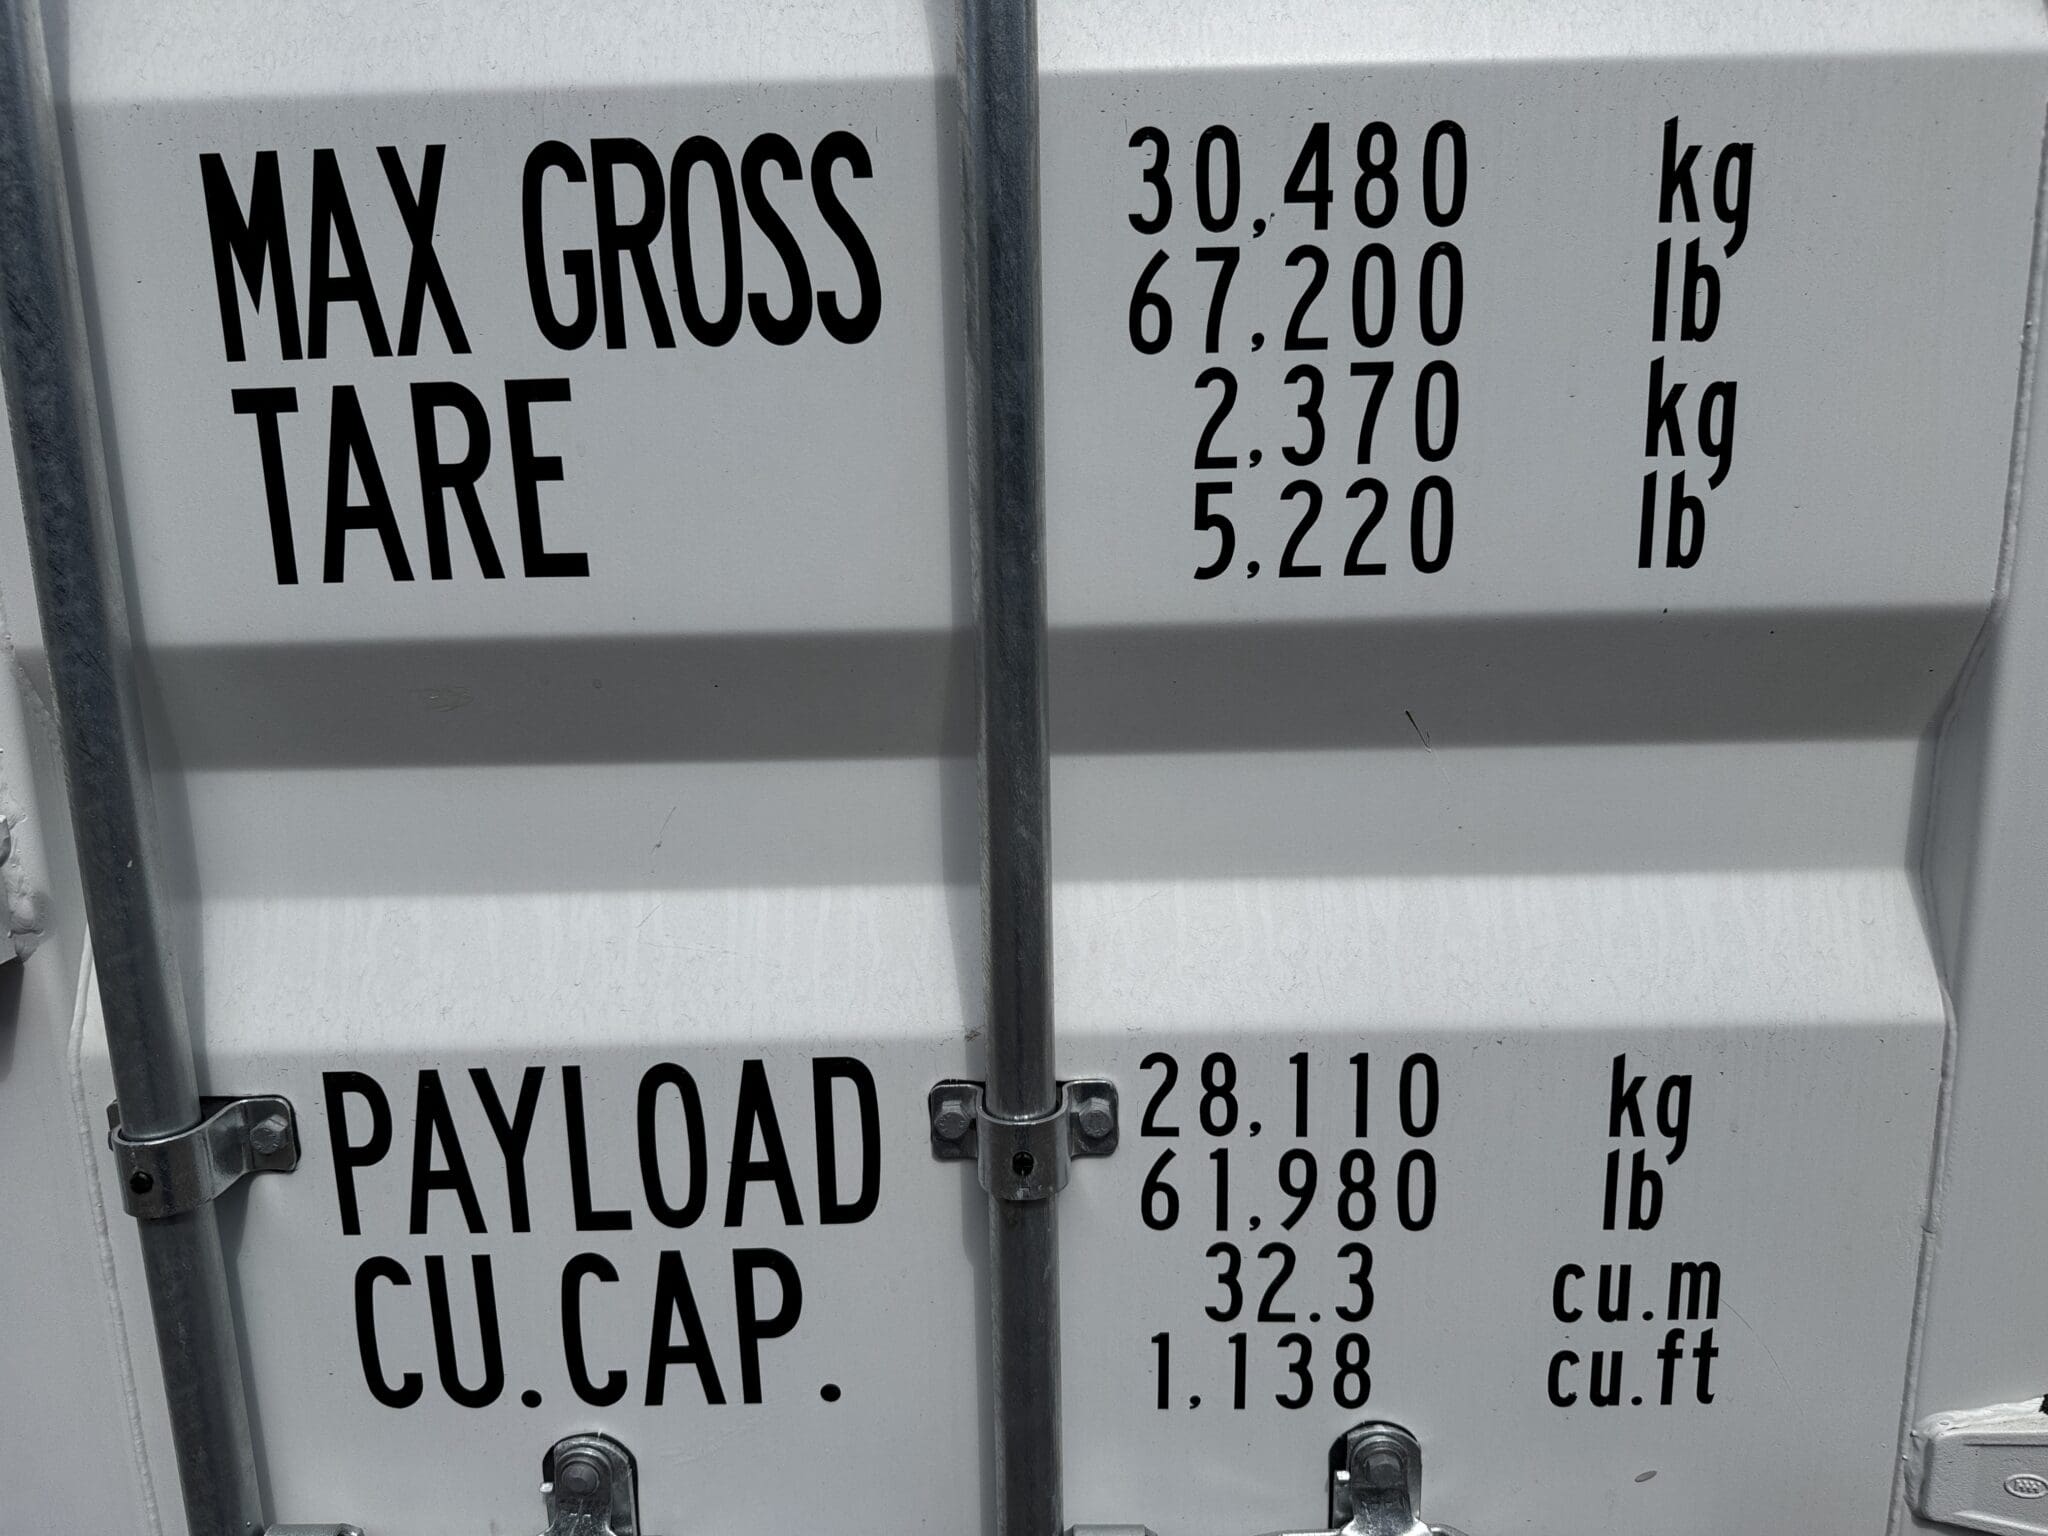 MAX GROSS 30,480 kg
67,200 lb
TARE 2,370 kg
5,220 lb
PAYLOAD 28,110 kg
61,980 lb
CU.CAP. 32.3 cu.m
1,138 cu.ft